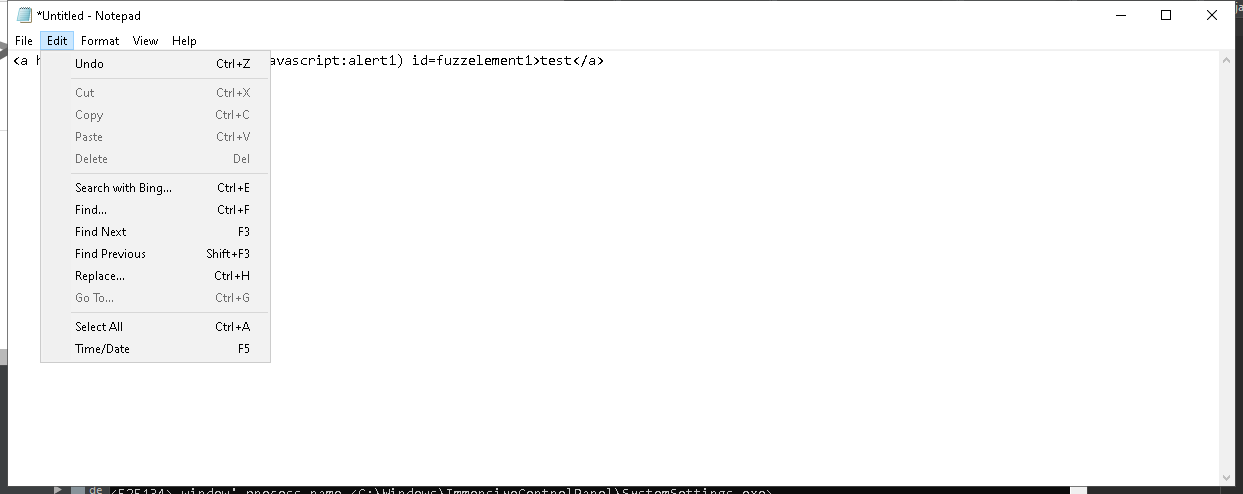 *Untitled - Notepad
File Edit Format View Help
<a h avascript:alert1) id=fuzzelement1>test</a>
Undo Ctrl+Z
Cut Ctrl+X
Copy Ctrl+C
Paste Ctrl+V
Delete Del
Search with Bing... Ctrl+E
Find... Ctrl+F
Find Next F3
Find Previous Shift+F3
Replace... Ctrl+H
Go To... Ctrl+G
Select All Ctrl+A
Time/Date F5
de <525134> window' process name <C:\Windows\ImmersiveControlPanel\SystemSettings.exe>